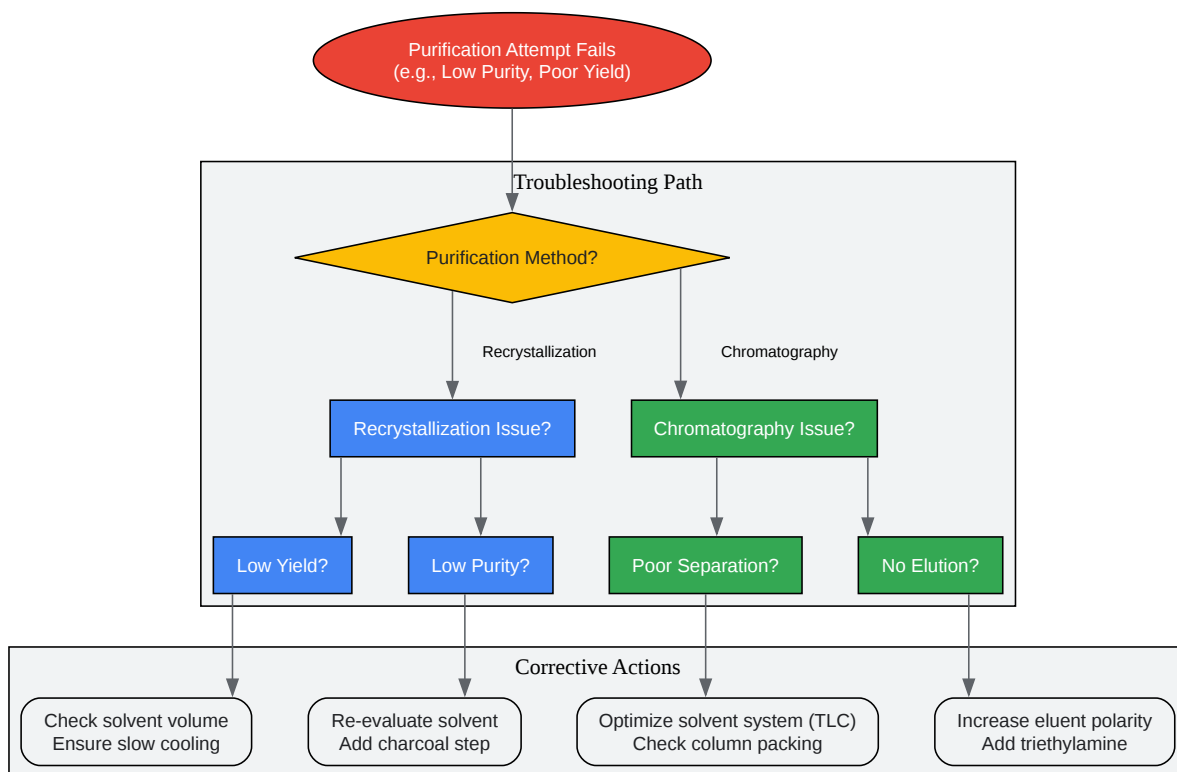 Purification Attempt Fails
(e.g., Low Purity, Poor Yield)
Troubleshooting Path
Purification Method?
Recrystallization
Chromatography
Recrystallization Issue?
Chromatography Issue?
Low Yield?
Low Purity?
Poor Separation?
No Elution?
Corrective Actions
Check solvent volume
Ensure slow cooling
Re-evaluate solvent
Add charcoal step
Optimize solvent system (TLC)
Check column packing
Increase eluent polarity
Add triethylamine